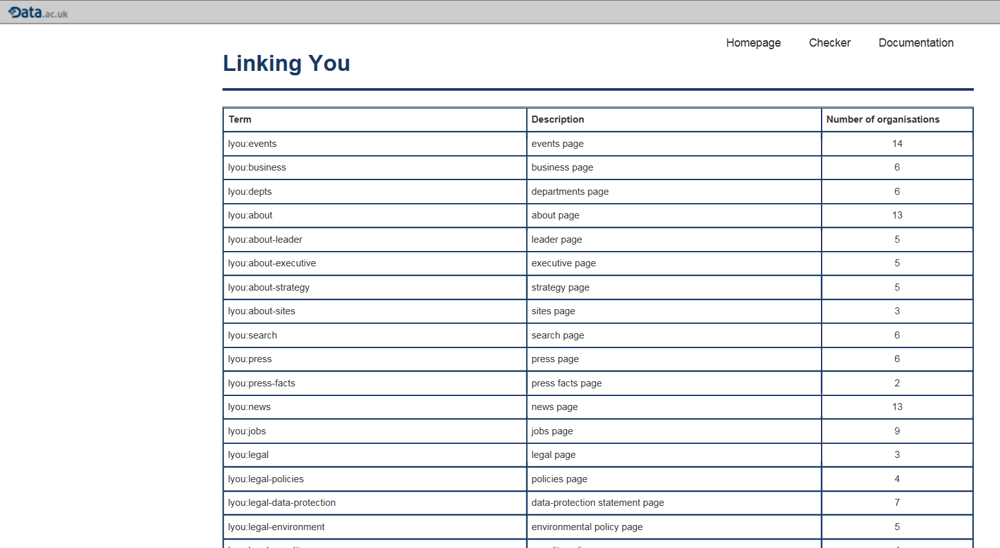 Data.ac.uk
Homepage Checker Documentation
Linking You
Term Description Number of organisations
lyou:events events page 14
lyou:business business page 6
lyou:depts departments page 6
lyou:about about page 13
lyou:about-leader leader page 5
lyou:about-executive executive page 5
lyou:about-strategy strategy page 5
lyou:about-sites sites page 3
lyou:search search page 6
lyou:press press page 6
lyou:press-facts press facts page 2
lyou:news news page 13
lyou:jobs jobs page 9
lyou:legal legal page 3
lyou:legal-policies policies page 4
lyou:legal-data-protection data-protection statement page 7
lyou:legal-environment environmental policy page 5